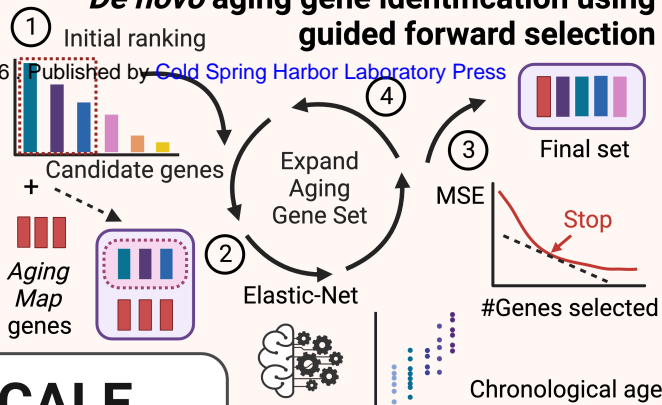 De novo aging gene identification using
guided forward selection
1
Initial ranking
6 . Published by Cold Spring Harbor Laboratory Press
4
Candidate genes
Final set
Expand
Aging
Gene Set
3
MSE
Stop
+
2
Aging
Map
genes
Elastic-Net
#Genes selected
Chronological age